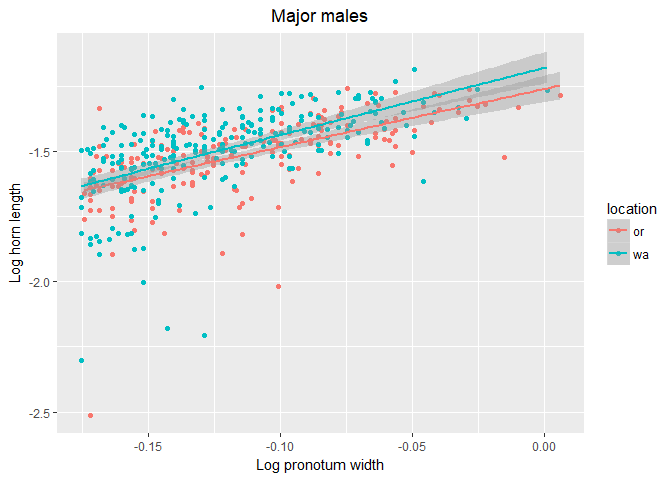 Major males
Log horn length
-1.5
-2.0
-2.5
-0.15
-0.10
-0.05
0.00
Log pronotum width
location
or
wa